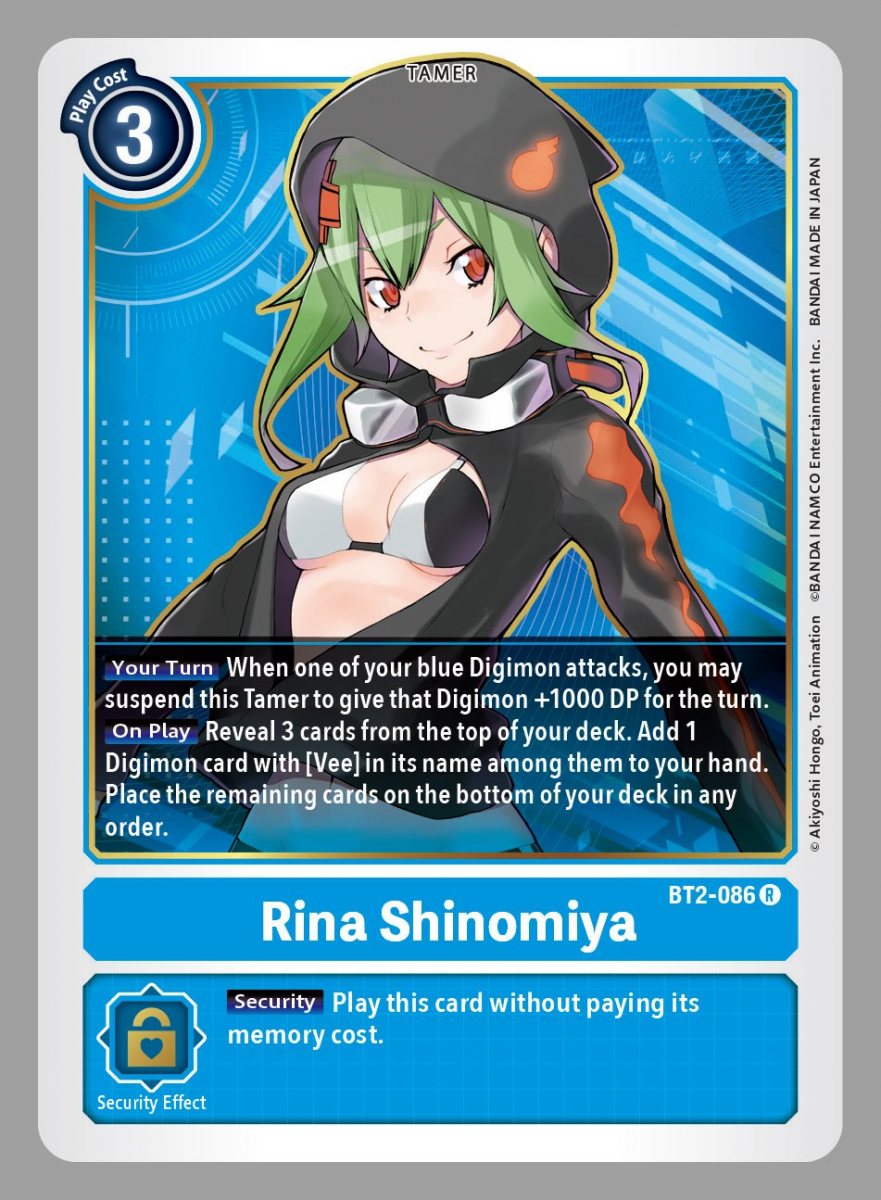 TAMER
Play Cost
3
Your Turn When one of your blue Digimon attacks, you may
suspend this Tamer to give that Digimon +1000 DP for the turn.
On Play Reveal 3 cards from the top of your deck. Add 1
Digimon card with [Vee] in its name among them to your hand.
Place the remaining cards on the bottom of your deck in any
order.
© Akiyoshi Hongo, Toei Animation ©BANDAI NAMCO Entertainment Inc. BANDAI MADE IN JAPAN
BT2-086 R
Rina Shinomiya
Security Play this card without paying its
memory cost.
Security Effect